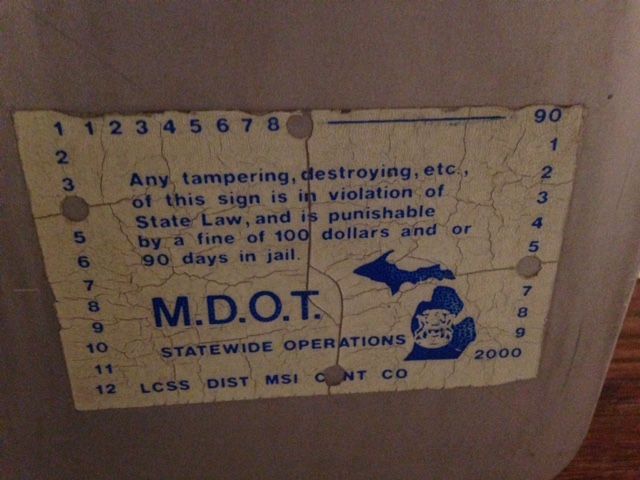 1 1 2 3 4 5 6 7 8 90
2
3
5
6
7
8
9
10
11
12
Any tampering, destroying, etc.,
of this sign is in violation of
State Law, and is punishable
by a fine of 100 dollars and or
90 days in jail.
M.D.O.T.
STATEWIDE OPERATIONS
LCSS DIST MSI CONT CO
1
2
3
4
5
7
8
9
2000